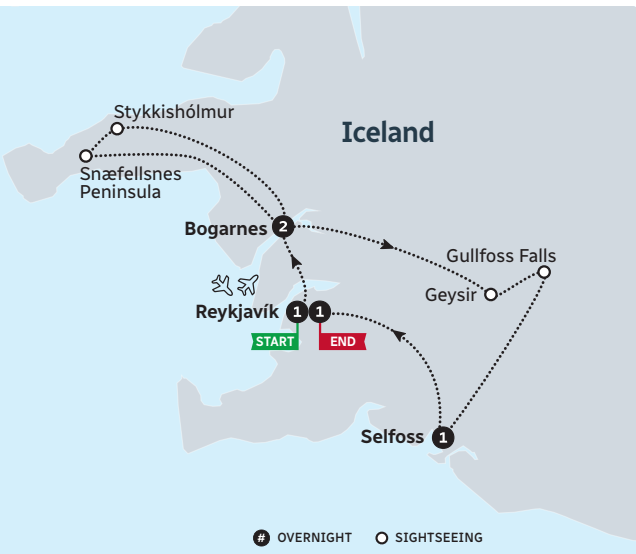 Iceland
Stykkishólmur
Snæfellsnes
Peninsula
Bogarnes 2
Gullfoss Falls
Geysir
Reykjavík 1 1
START END
Selfoss 1
# OVERNIGHT SIGHTSEEING